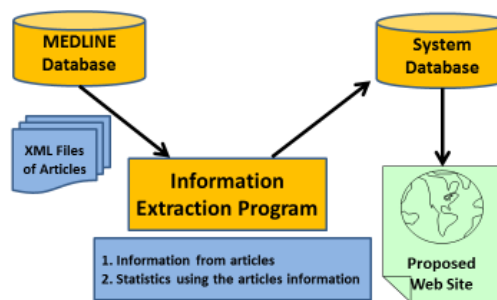 MEDLINE
Database
System
Database
XML Files
of Articles
Information
Extraction Program
1. Information from articles
2. Statistics using the articles information
Proposed
Web Site